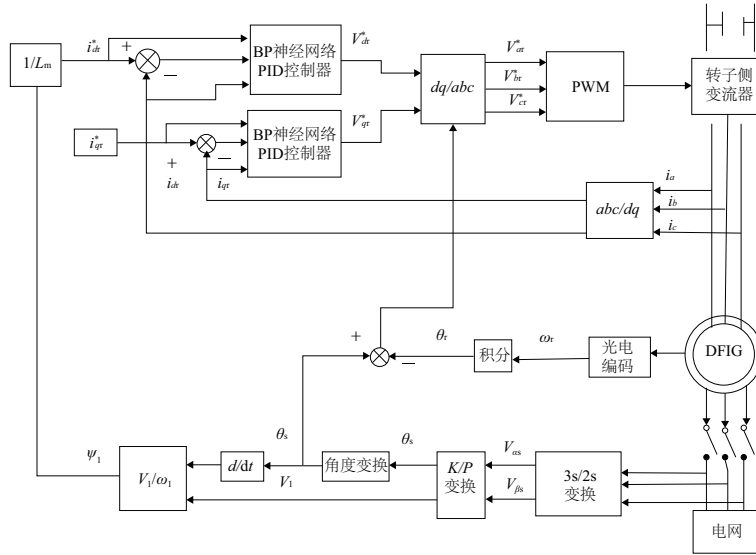 1/Lm
i*dr
+
−
BP神经网络
PID控制器
V*dr
i*qr
+
−
idr
iqr
BP神经网络
PID控制器
V*qr
dq/abc
V*ar
V*br
V*cr
PWM
转子侧
变流器
abc/dq
ia
ib
ic
+
−
θr
积分
ωr
光电
编码
DFIG
ψ1
V1/ω1
θs
d/dt
V1
角度变换
θs
K/P
变换
Vαs
Vβs
3s/2s
变换
电网